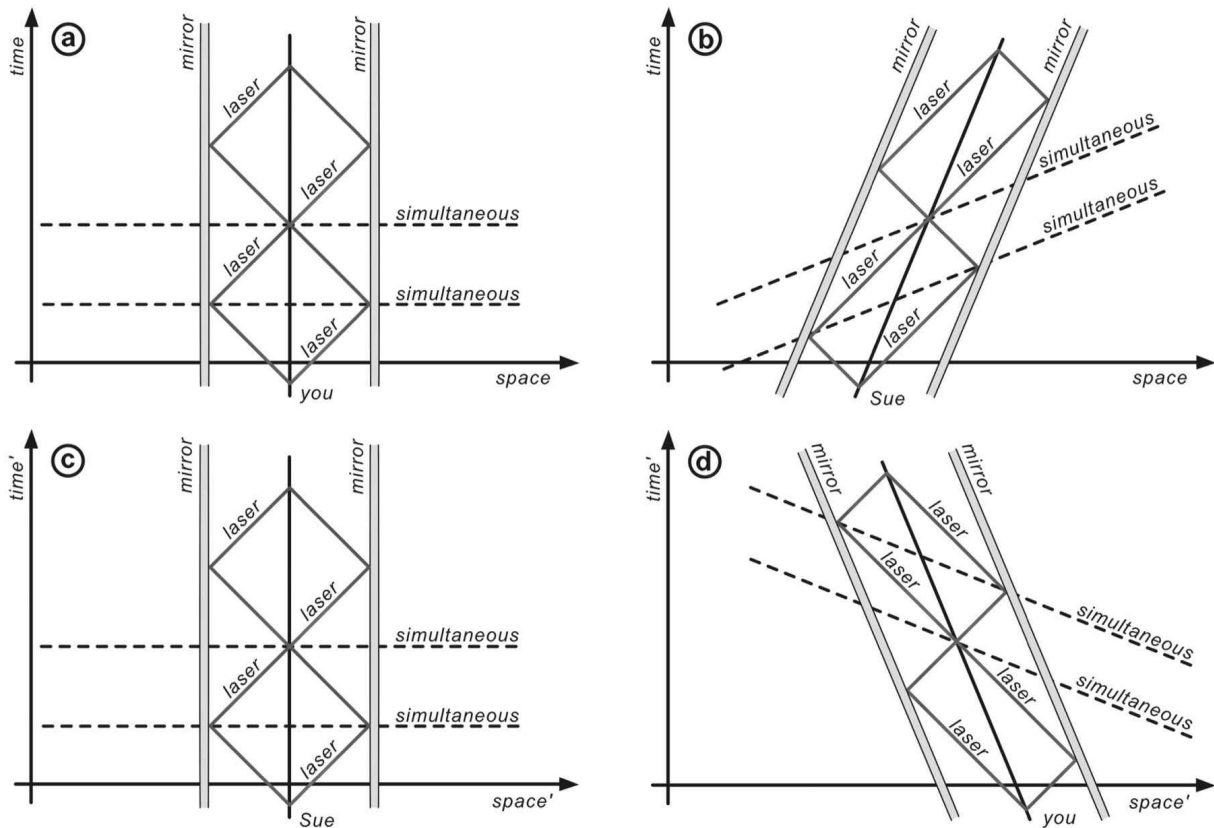 a
time
mirror
mirror
laser
laser
simultaneous
laser
simultaneous
laser
space
you
b
time
mirror
mirror
laser
laser
simultaneous
simultaneous
laser
laser
space
Sue
c
time'
mirror
mirror
laser
laser
simultaneous
laser
simultaneous
laser
space'
Sue
d
time'
mirror
mirror
laser
laser
simultaneous
laser
simultaneous
laser
space'
you